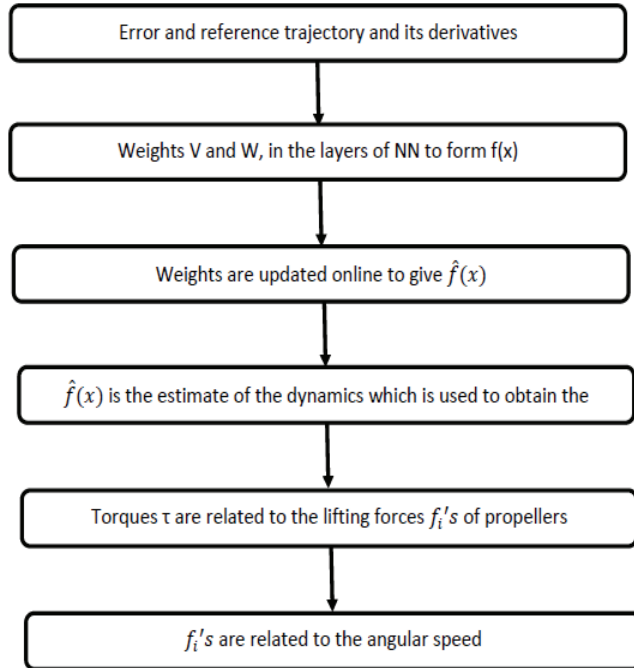 Error and reference trajectory and its derivatives
Weights V and W, in the layers of NN to form f(x)
Weights are updated online to give f̂(x)
f̂(x) is the estimate of the dynamics which is used to obtain the
Torques τ are related to the lifting forces fᵢ's of propellers
fᵢ's are related to the angular speed